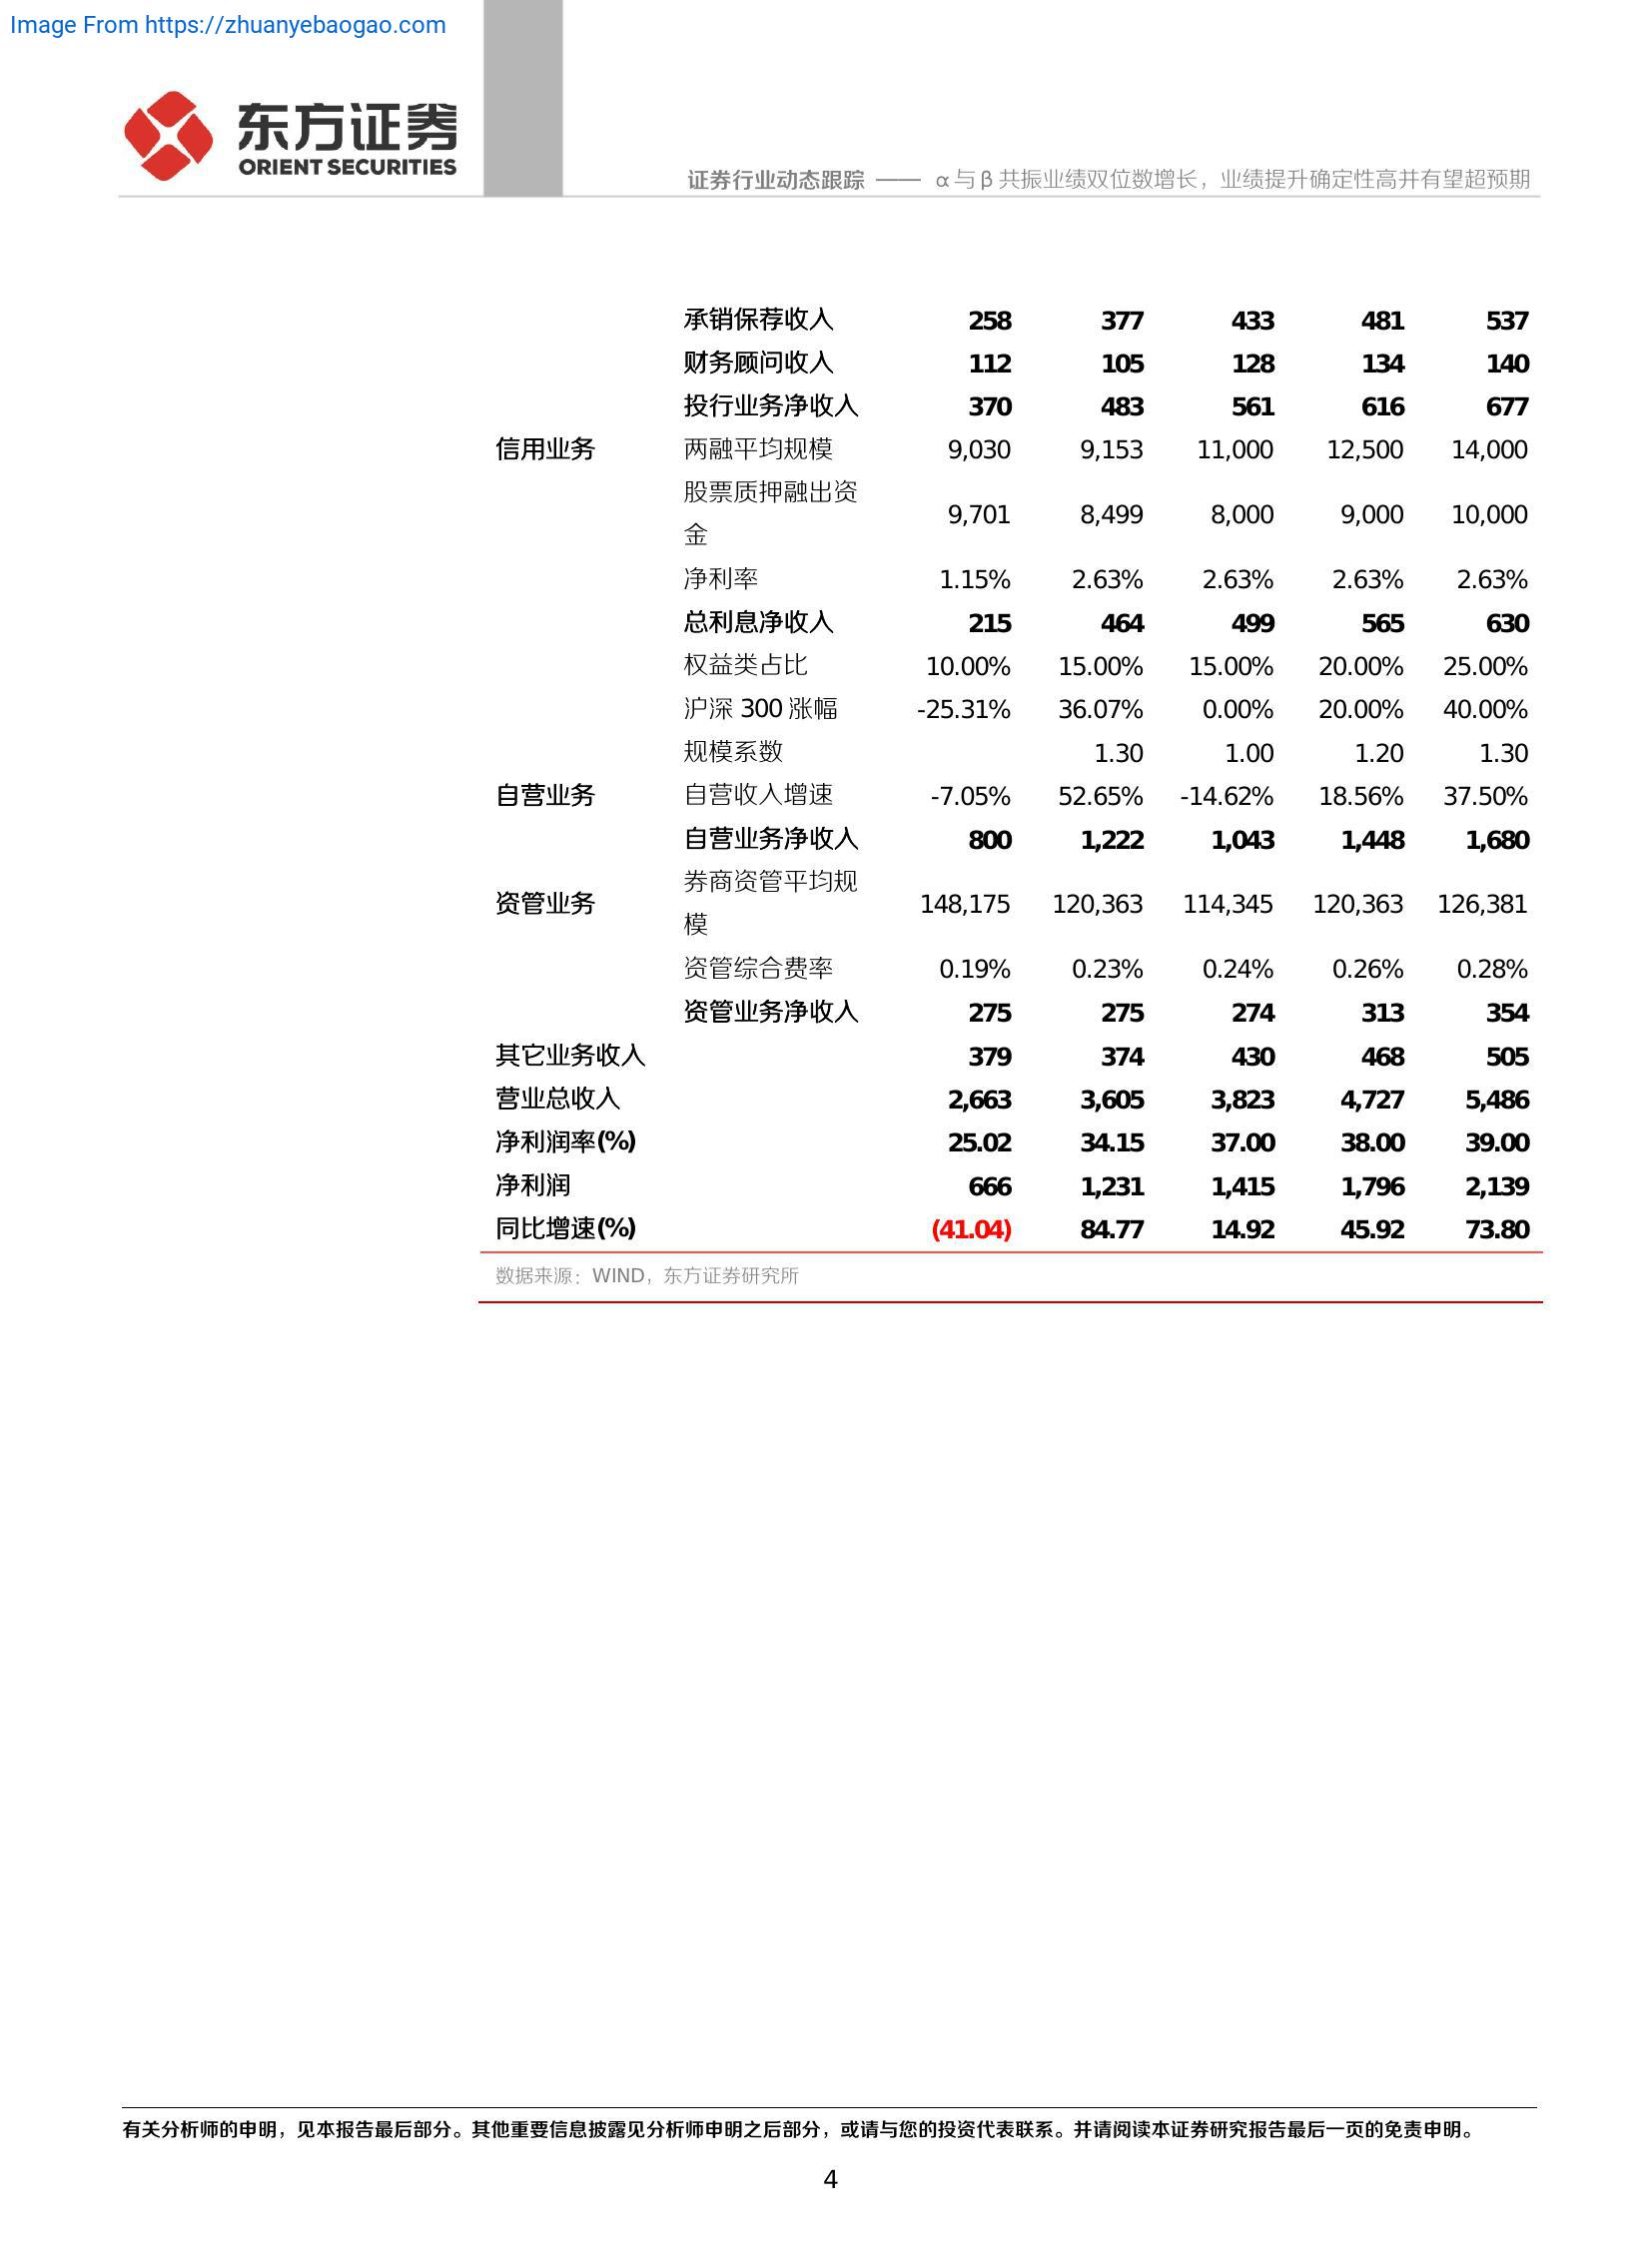 Image From https://zhuanyebaogao.com
东方证券
ORIENT SECURITIES
证券行业动态跟踪 —— α与β共振业绩双位数增长，业绩提升确定性高并有望超预期
承销保荐收入 258 377 433 481 537
财务顾问收入 112 105 128 134 140
投行业务净收入 370 483 561 616 677
信用业务 两融平均规模 9,030 9,153 11,000 12,500 14,000
股票质押融出资
金 9,701 8,499 8,000 9,000 10,000
净利率 1.15% 2.63% 2.63% 2.63% 2.63%
总利息净收入 215 464 499 565 630
权益类占比 10.00% 15.00% 15.00% 20.00% 25.00%
沪深 300 涨幅 -25.31% 36.07% 0.00% 20.00% 40.00%
规模系数 1.30 1.00 1.20 1.30
自营业务 自营收入增速 -7.05% 52.65% -14.62% 18.56% 37.50%
自营业务净收入 800 1,222 1,043 1,448 1,680
资管业务 券商资管平均规
模 148,175 120,363 114,345 120,363 126,381
资管综合费率 0.19% 0.23% 0.24% 0.26% 0.28%
资管业务净收入 275 275 274 313 354
其它业务收入 379 374 430 468 505
营业总收入 2,663 3,605 3,823 4,727 5,486
净利润率(%) 25.02 34.15 37.00 38.00 39.00
净利润 666 1,231 1,415 1,796 2,139
同比增速(%) (41.04) 84.77 14.92 45.92 73.80
数据来源：WIND，东方证券研究所
有关分析师的申明，见本报告最后部分。其他重要信息披露见分析师申明之后部分，或请与您的投资代表联系。并请阅读本证券研究报告最后一页的免责申明。
4